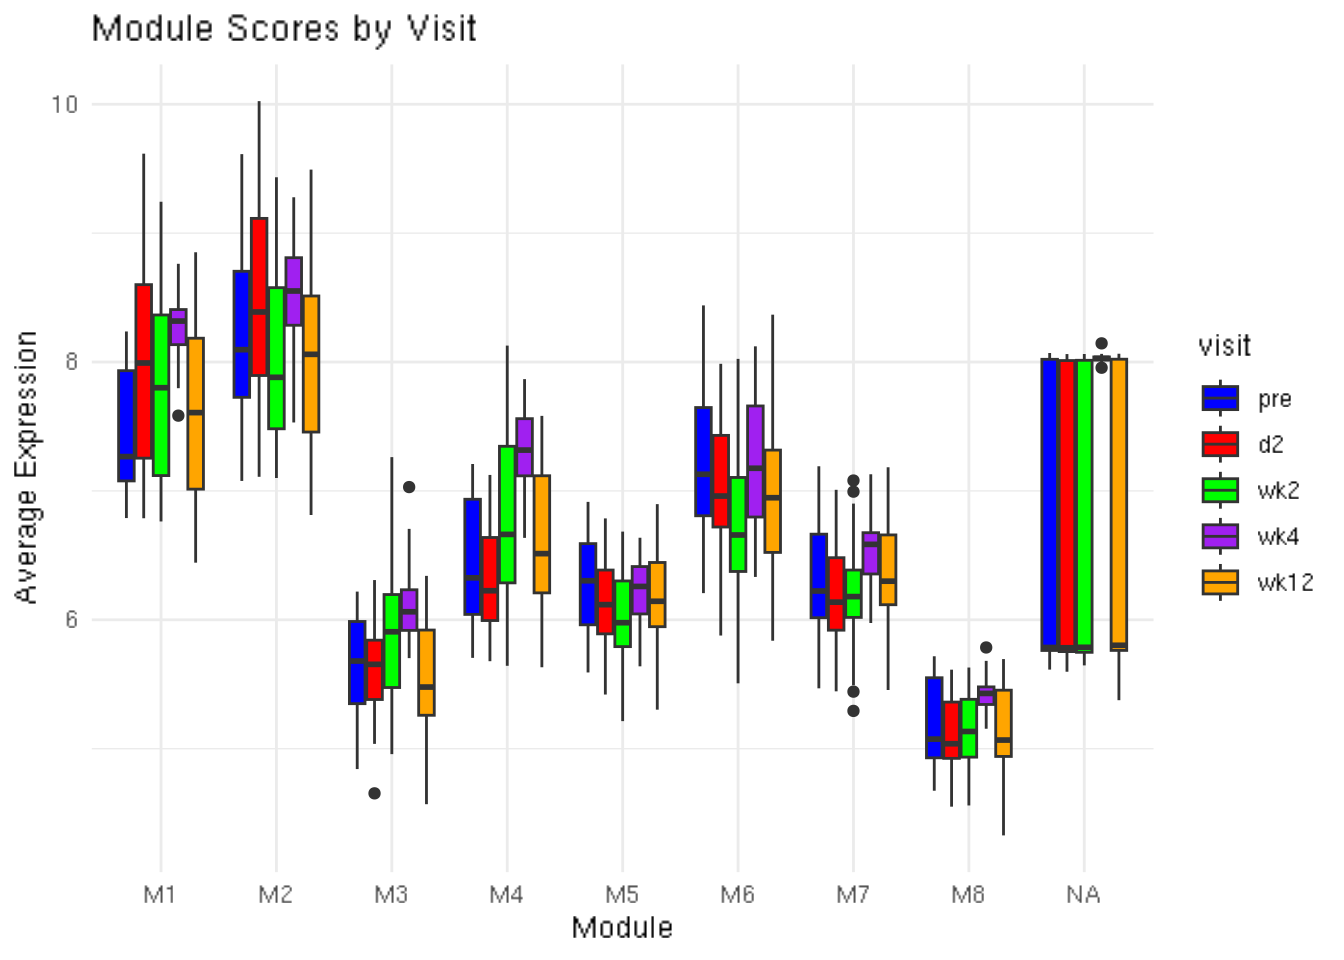 Module Scores by Visit
10
8
6
Average Expression
M1 M2 M3 M4 M5 M6 M7 M8 NA
Module
visit
pre
d2
wk2
wk4
wk12